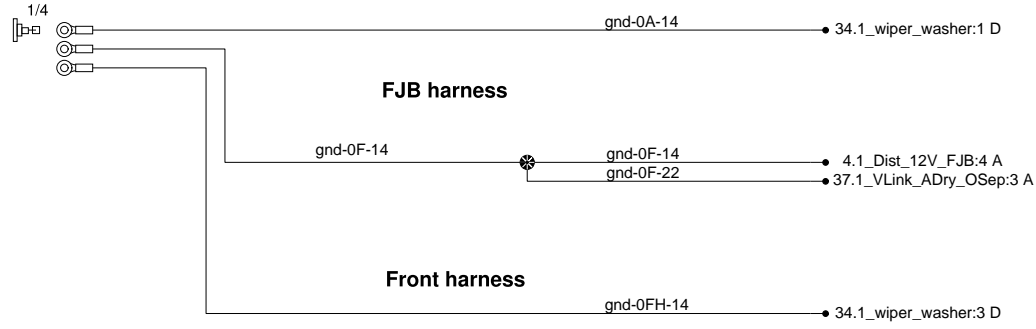 1/4
gnd-0A-14
34.1_wiper_washer:1 D
FJB harness
gnd-0F-14
gnd-0F-14
4.1_Dist_12V_FJB:4 A
gnd-0F-22
37.1_VLink_ADry_OSep:3 A
Front harness
gnd-0FH-14
34.1_wiper_washer:3 D